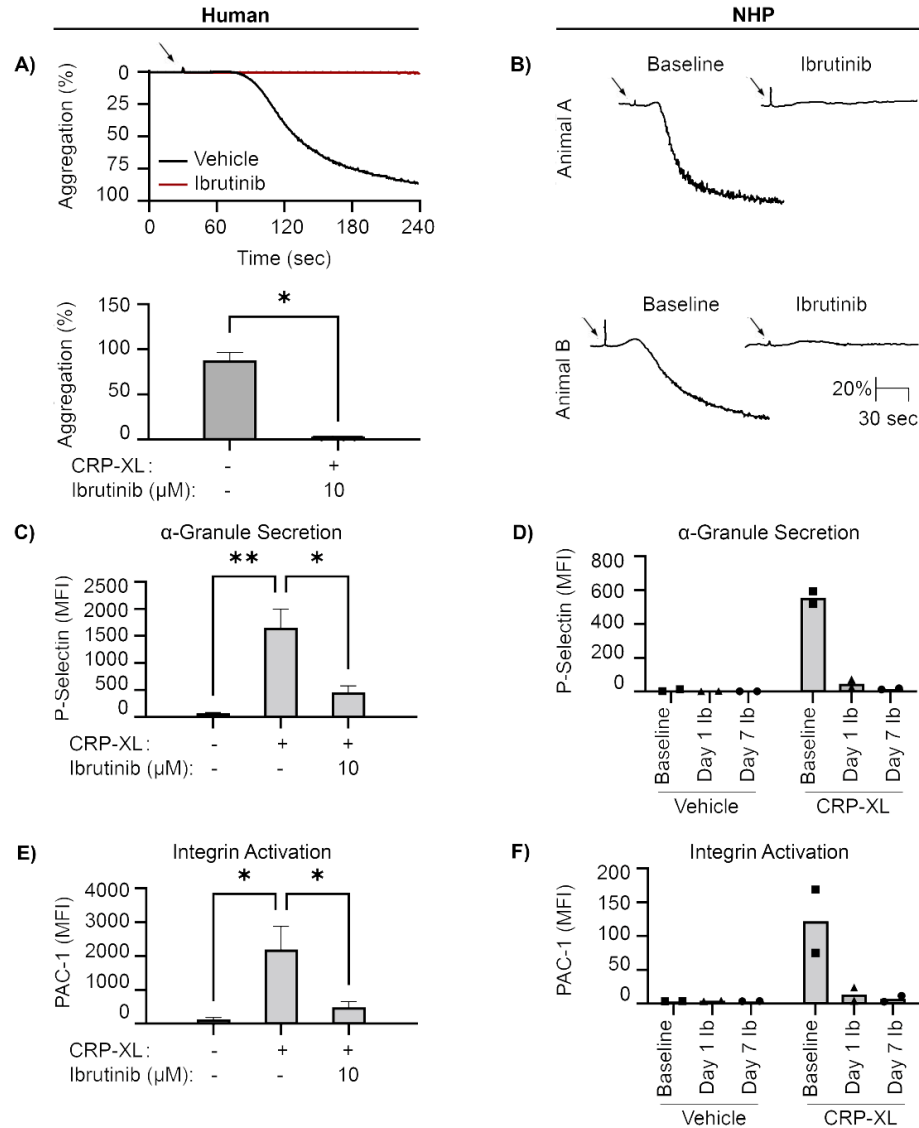 Human
NHP
A)
Aggregation (%)
0
25
50
75
100
Vehicle
Ibrutinib
0 60 120 180 240
Time (sec)
Aggregation (%)
150
100
50
0
*
CRP-XL: - +
Ibrutinib (µM): - 10
B)
Animal A
Baseline Ibrutinib
Animal B
Baseline Ibrutinib
20%
30 sec
C)
α-Granule Secretion
** *
P-Selectin (MFI)
2500
2000
1500
1000
500
0
CRP-XL: - + +
Ibrutinib (µM): - - 10
D)
α-Granule Secretion
P-Selectin (MFI)
800
600
400
200
0
Baseline Day 1 Ib Day 7 Ib Baseline Day 1 Ib Day 7 Ib
Vehicle CRP-XL
E)
Integrin Activation
* *
PAC-1 (MFI)
4000
3000
2000
1000
0
CRP-XL: - + +
Ibrutinib (µM): - - 10
F)
Integrin Activation
PAC-1 (MFI)
200
150
100
50
0
Baseline Day 1 Ib Day 7 Ib Baseline Day 1 Ib Day 7 Ib
Vehicle CRP-XL